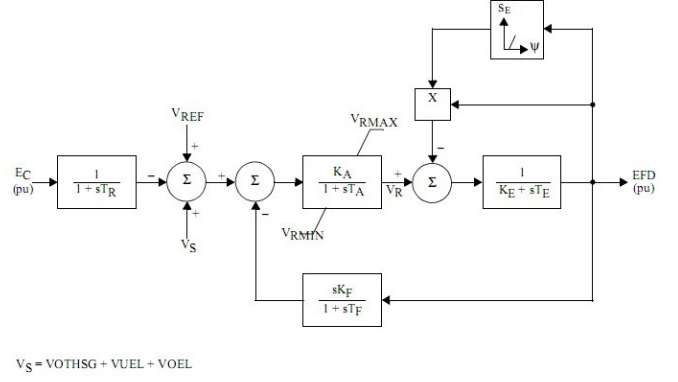 SE
Ψ
X
VREF
VRMAX
+
−
EC
(pu)
1
1 + sTR
−
Σ
+
Σ
KA
1 + sTA
+
VR
Σ
1
KE + sTE
EFD
(pu)
+
−
VS
VRMIN
sKF
1 + sTF
VS = VOTHSG + VUEL + VOEL